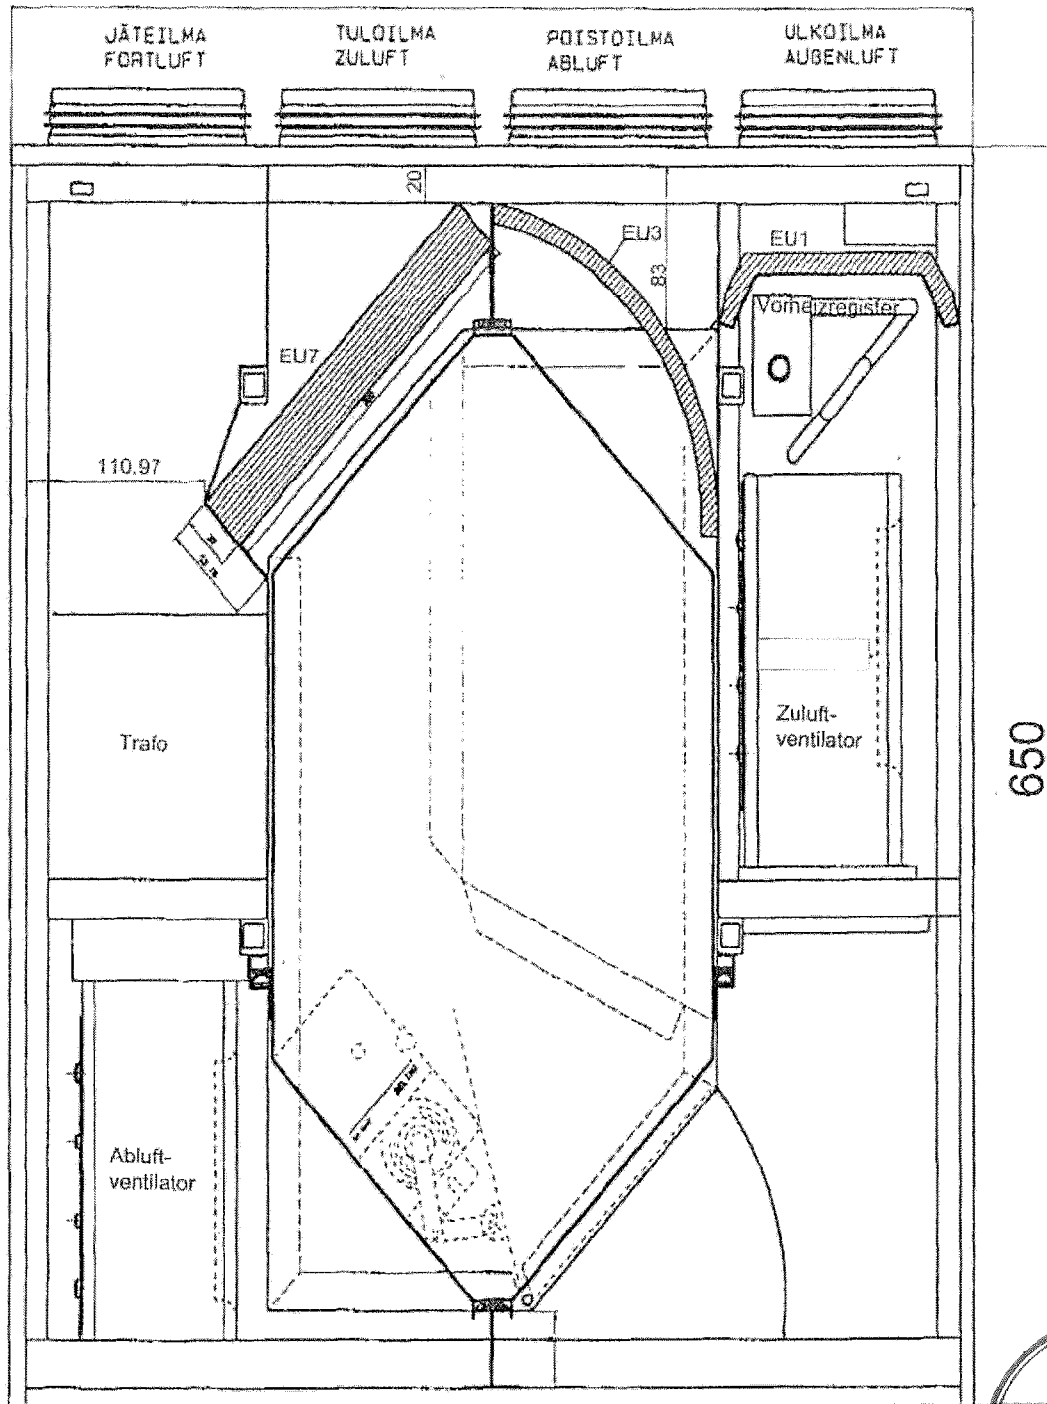 JÄTEILMA
FORTLUFT
TULOILMA
ZULUFT
POISTOILMA
ABLUFT
ULKOILMA
AUßENLUFT
20
EU3
83
EU1
Vorheizregister
EU7
110,97
Trafo
Zuluft-
ventilator
650
Abluft-
ventilator